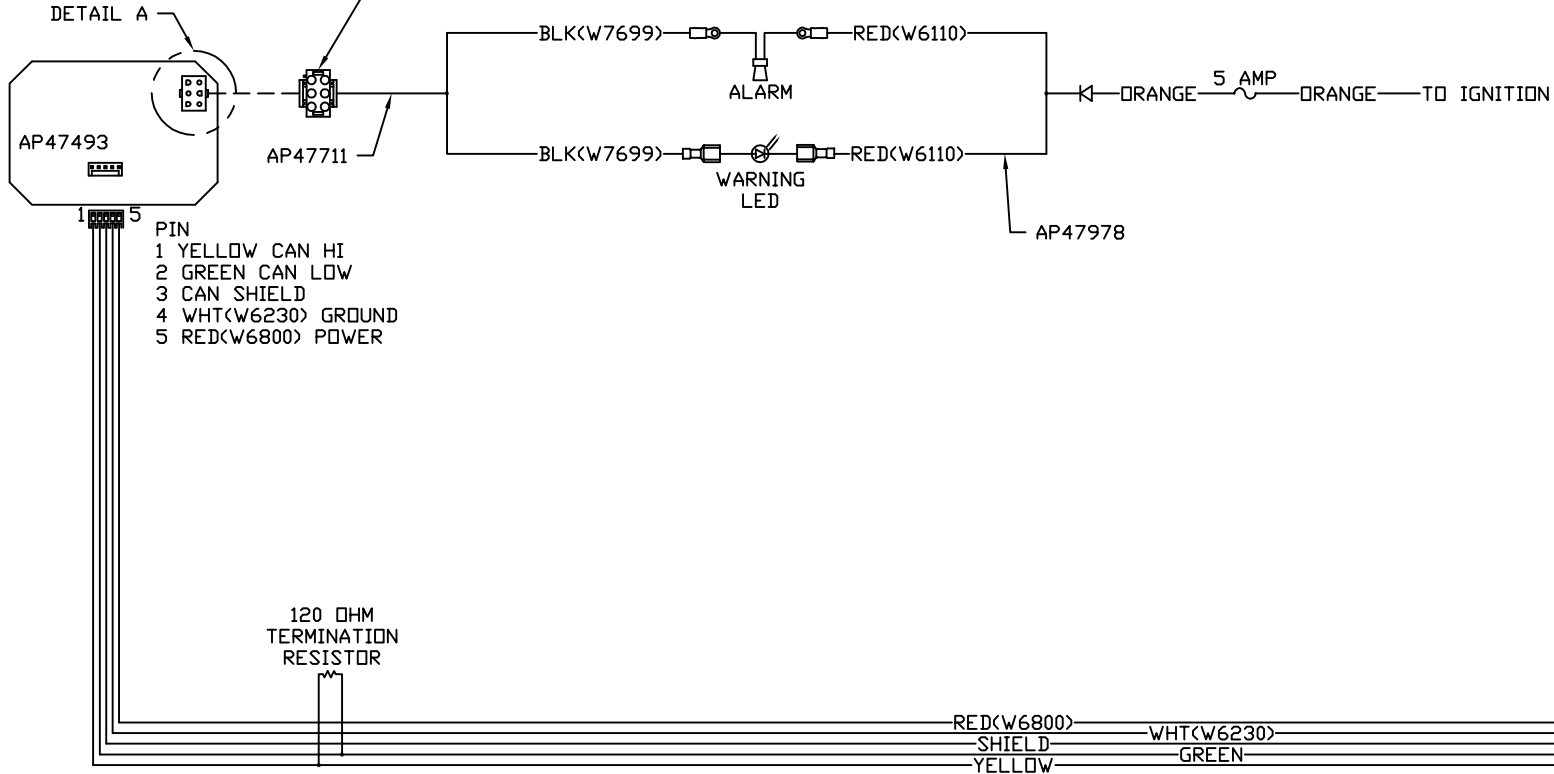 DETAIL A
BLK(W7699)
RED(W6110)
ALARM
5 AMP
ORANGE
ORANGE
TO IGNITION
AP47493
AP47711
BLK(W7699)
RED(W6110)
WARNING
LED
AP47978
1
5
PIN
1 YELLOW CAN HI
2 GREEN CAN LOW
3 CAN SHIELD
4 WHT(W6230) GROUND
5 RED(W6800) POWER
120 OHM
TERMINATION
RESISTOR
RED(W6800)
WHT(W6230)
SHIELD
GREEN
YELLOW